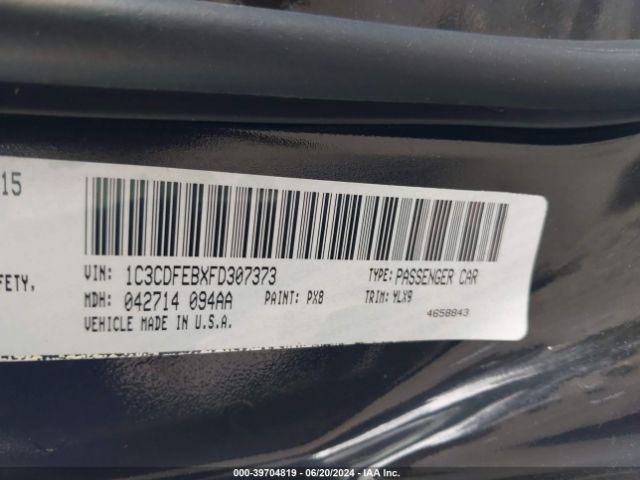 15
FETY,
VIN: 1C3CDFEBXFD307373 TYPE: PASSENGER CAR
MDH: 042714 094AA PAINT: PX8 TRIM: YLX9
VEHICLE MADE IN U.S.A. 4658843
000-39704819 - 06/20/2024 - IAA Inc.